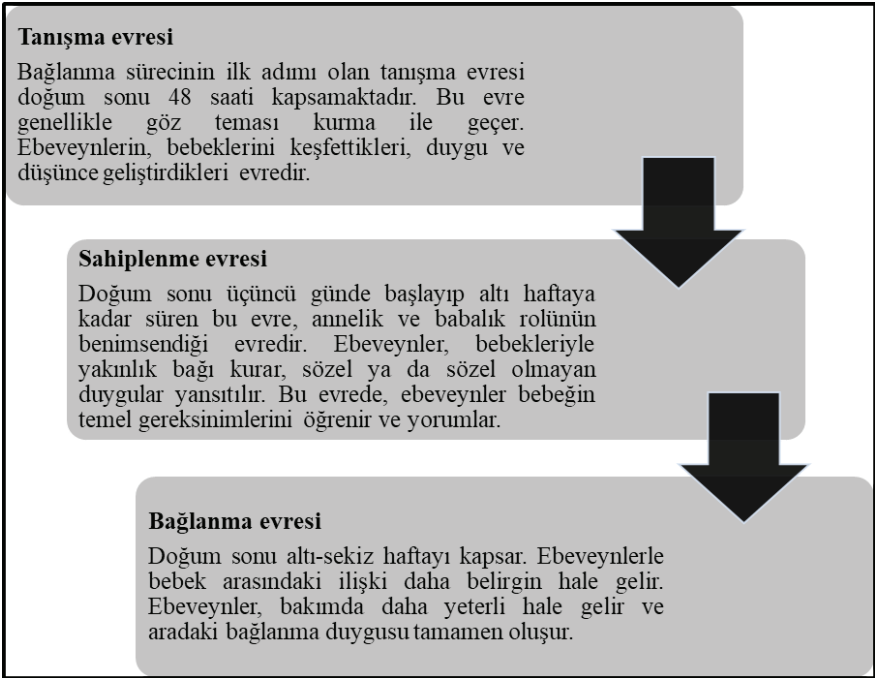 Tanışma evresi
Bağlanma sürecinin ilk adımı olan tanışma evresi
doğum sonu 48 saati kapsamaktadır. Bu evre
genellikle göz teması kurma ile geçer.
Ebeveynlerin, bebeklerini keşfettikleri, duygu ve
düşünce geliştirdikleri evredir.
Sahiplenme evresi
Doğum sonu üçüncü günde başlayıp altı haftaya
kadar süren bu evre, annelik ve babalık rolünün
benimsendiği evredir. Ebeveynler, bebekleriyle
yakınlık bağı kurar, sözel ya da sözel olmayan
duygular yansıtılır. Bu evrede, ebeveynler bebeğin
temel gereksinimlerini öğrenir ve yorumlar.
Bağlanma evresi
Doğum sonu altı-sekiz haftayı kapsar. Ebeveynlerle
bebek arasındaki ilişki daha belirgin hale gelir.
Ebeveynler, bakımda daha yeterli hale gelir ve
aradaki bağlanma duygusu tamamen oluşur.